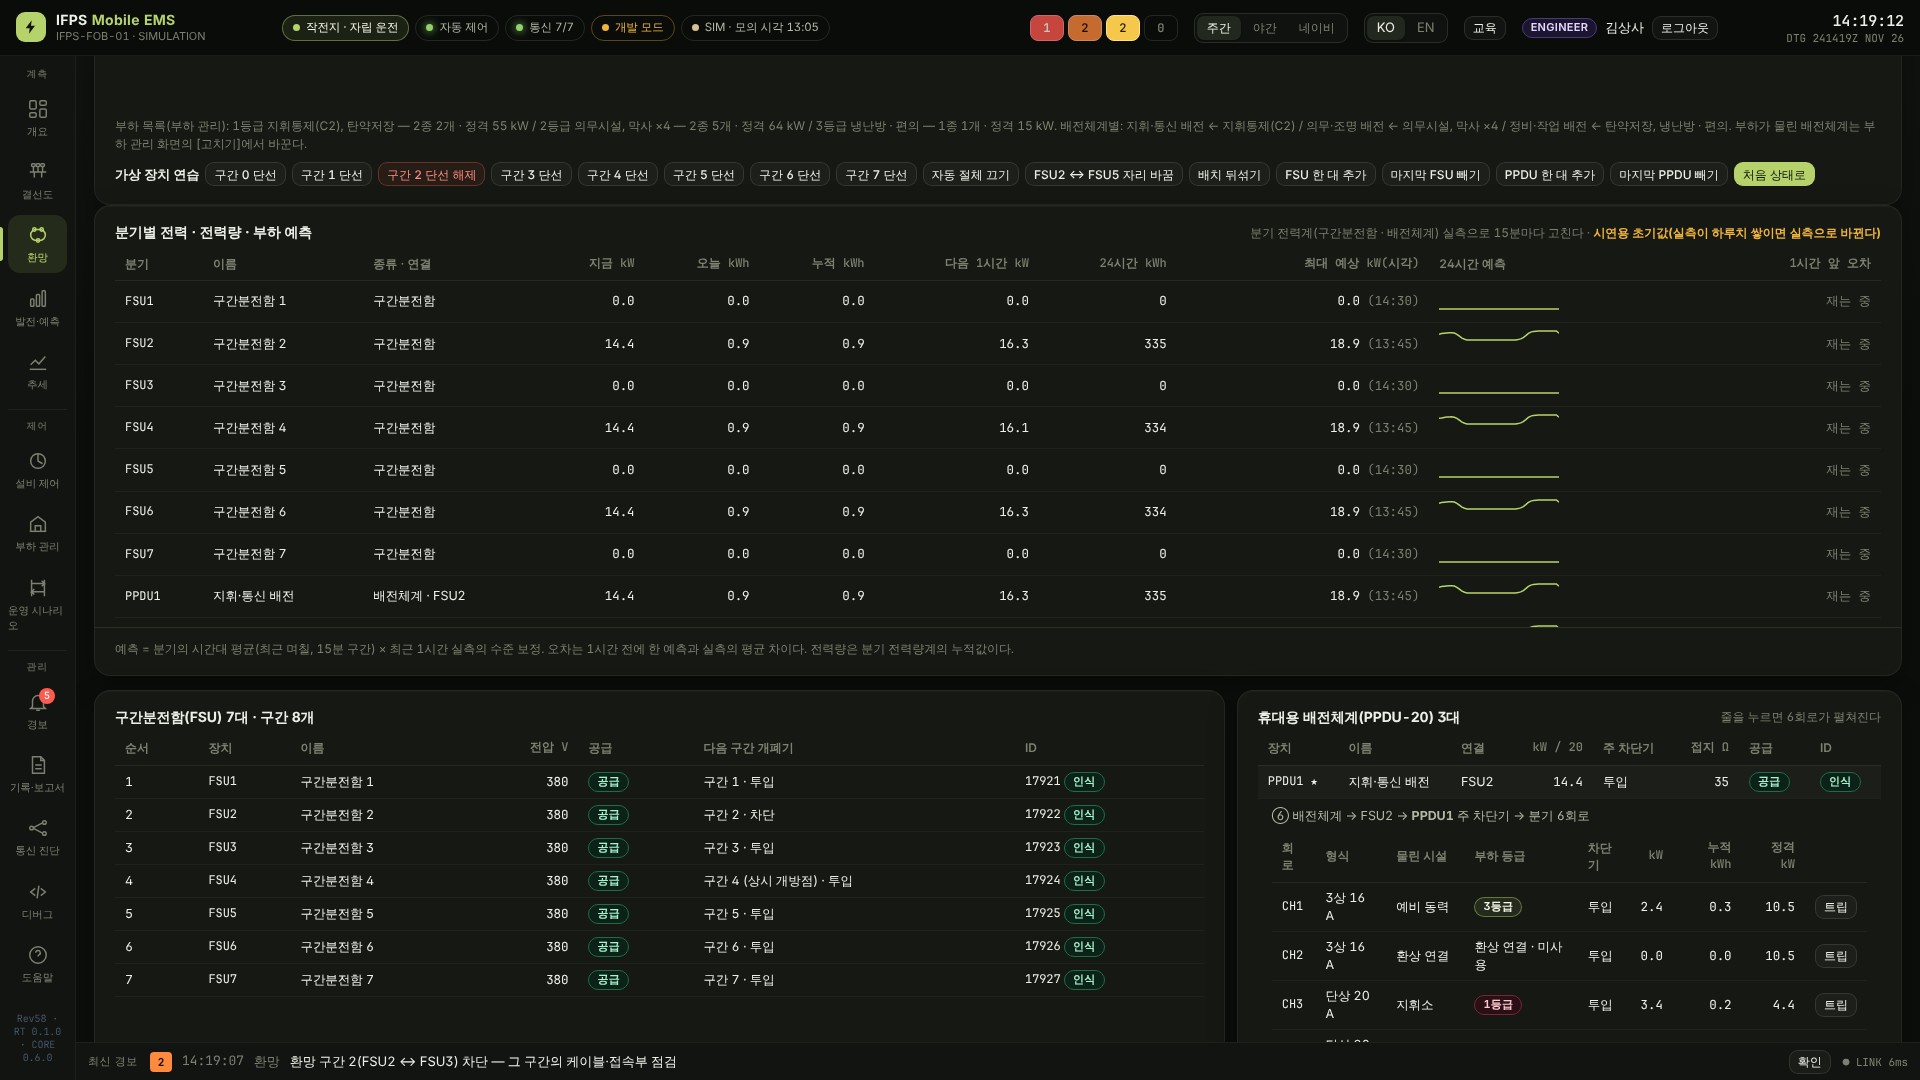 IFPS Mobile EMS
IFPS-FOB-01 · SIMULATION
작전지 · 자립 운전
자동 제어
통신 7/7
개발 모드
SIM · 모의 시각 13:05
1 2 2 0
주간 야간 네이비
KO EN
교육
ENGINEER 김상사 로그아웃
14:19:12
DTG 241419Z NOV 26
계측
개요
결선도
환망
발전·예측
추세
제어
설비 제어
부하 관리
운영 시나리
오
관리
5
경보
기록·보고서
통신 진단
디버그
도움말
RevSB ·
RT 0.1.0
· CORE
0.6.0
부하 목록(부하 관리): 1등급 지휘통제(C2), 탄약저장 — 2종 2개 · 정격 55 kW / 2등급 의무시설, 막사 ×4 — 2종 5개 · 정격 64 kW / 3등급 냉난방 · 편의 — 1종 1개 · 정격 15 kW. 배전체계별: 지휘·통신 배전 ← 지휘통제(C2) / 의무·조명 배전 ← 의무시설, 막사 ×4 / 정비·작업 배전 ← 탄약저장, 냉난방 · 편의. 부하가 물린 배전체계는 부
하 관리 화면의 [고치기]에서 바꾼다.
가상 장치 연습 구간 0 단선 구간 1 단선 구간 2 단선 해제 구간 3 단선 구간 4 단선 구간 5 단선 구간 6 단선 구간 7 단선 자동 절체 끄기 FSU2 ↔ FSU5 자리 바꿈 배치 뒤섞기 FSU 한 대 추가 마지막 FSU 빼기 PPDU 한 대 추가 마지막 PPDU 빼기 처음 상태로
분기별 전력 · 전력량 · 부하 예측
분기 전력계(구간분전함 · 배전체계) 실측으로 15분마다 고친다 · 시연용 초기값(실측이 하루치 쌓이면 실측으로 바뀐다)
분기 이름 종류 · 연결 지금 kW 오늘 kWh 누적 kWh 다음 1시간 kW 24시간 kWh 최대 예상 kW(시각) 24시간 예측 1시간 앞 오차
FSU1 구간분전함 1 구간분전함 0.0 0.0 0.0 0.0 0 0.0 (14:30) 재는 중
FSU2 구간분전함 2 구간분전함 14.4 0.9 0.9 16.3 335 18.9 (13:45) 재는 중
FSU3 구간분전함 3 구간분전함 0.0 0.0 0.0 0.0 0 0.0 (14:30) 재는 중
FSU4 구간분전함 4 구간분전함 14.4 0.9 0.9 16.1 334 18.9 (13:45) 재는 중
FSU5 구간분전함 5 구간분전함 0.0 0.0 0.0 0.0 0 0.0 (14:30) 재는 중
FSU6 구간분전함 6 구간분전함 14.4 0.9 0.9 16.3 334 18.9 (13:45) 재는 중
FSU7 구간분전함 7 구간분전함 0.0 0.0 0.0 0.0 0 0.0 (14:30) 재는 중
PPDU1 지휘·통신 배전 배전체계 · FSU2 14.4 0.9 0.9 16.3 335 18.9 (13:45) 재는 중
예측 = 분기의 시간대 평균(최근 며칠, 15분 구간) × 최근 1시간 실측의 수준 보정. 오차는 1시간 전에 한 예측과 실측의 평균 차이다. 전력량은 분기 전력량계의 누적값이다.
구간분전함(FSU) 7대 · 구간 8개
순서 장치 이름 전압 V 공급 다음 구간 개폐기 ID
1 FSU1 구간분전함 1 380 공급 구간 1 · 투입 17921 인식
2 FSU2 구간분전함 2 380 공급 구간 2 · 차단 17922 인식
3 FSU3 구간분전함 3 380 공급 구간 3 · 투입 17923 인식
4 FSU4 구간분전함 4 380 공급 구간 4 (상시 개방점) · 투입 17924 인식
5 FSU5 구간분전함 5 380 공급 구간 5 · 투입 17925 인식
6 FSU6 구간분전함 6 380 공급 구간 6 · 투입 17926 인식
7 FSU7 구간분전함 7 380 공급 구간 7 · 투입 17927 인식
휴대용 배전체계(PPDU-20) 3대
줄을 누르면 6회로가 펼쳐진다
장치 이름 연결 kW / 20 주 차단기 접지 Ω 공급 ID
PPDU1 ★ 지휘·통신 배전 FSU2 14.4 투입 35 공급 인식
⑥ 배전체계 → FSU2 → PPDU1 주 차단기 → 분기 6회로
회
로 형식 물린 시설 부하 등급 차단
기 kW 누적
kWh 정격
kW
CH1 3상 16
A 예비 동력 3등급 투입 2.4 0.3 10.5 트립
CH2 3상 16
A 환상 연결 환상 연결 · 미사
용 투입 0.0 0.0 10.5 트립
CH3 단상 20
A 지휘소 1등급 투입 3.4 0.2 4.4 트립
최신 경보 2 14:19:07 환망 환망 구간 2(FSU2 ↔ FSU3) 차단 — 그 구간의 케이블·접속부 점검
확인 LINK 6ms